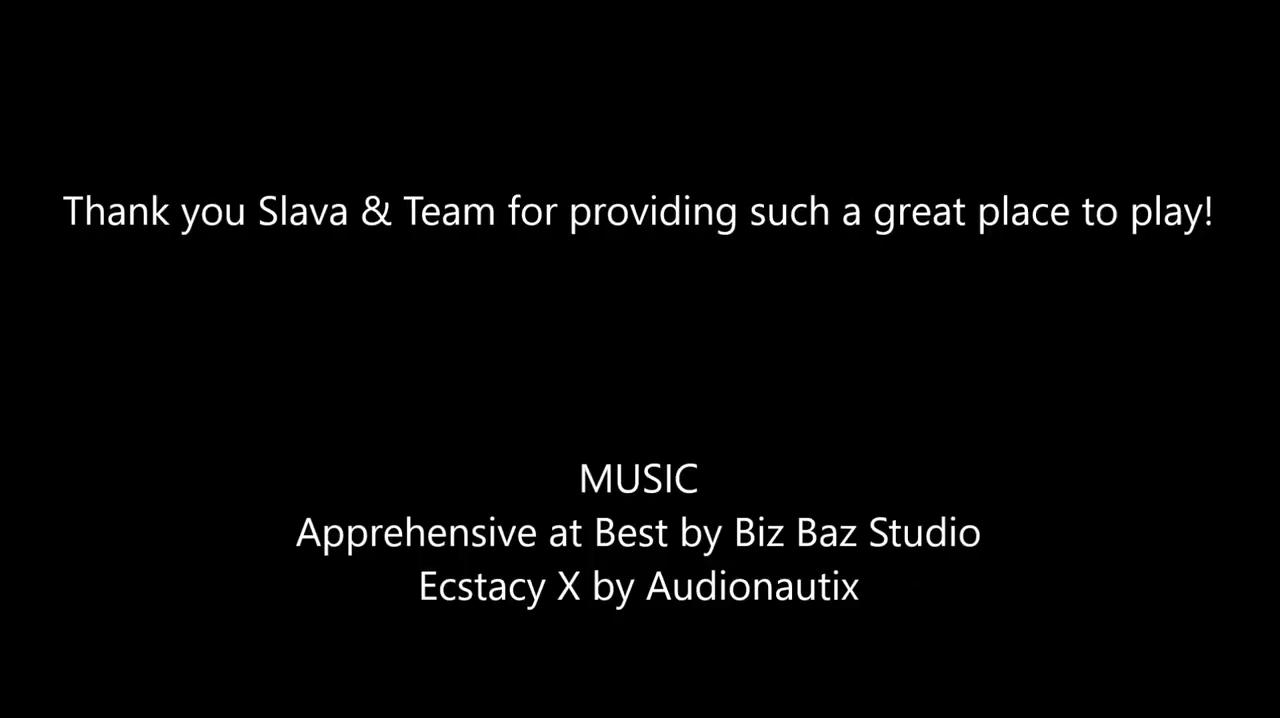 Thank you Slava & Team for providing such a great place to play!
MUSIC
Apprehensive at Best by Biz Baz Studio
Ecstacy X by Audionautix